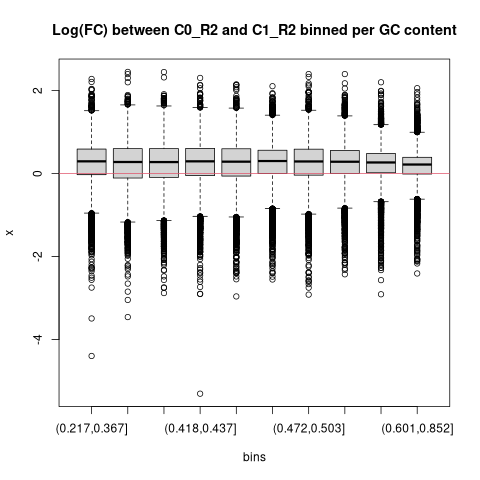 Log(FC) between C0_R2 and C1_R2 binned per GC content
2
0
-2
-4
x
(0.217,0.367]
(0.418,0.437]
(0.472,0.503]
(0.601,0.852]
bins